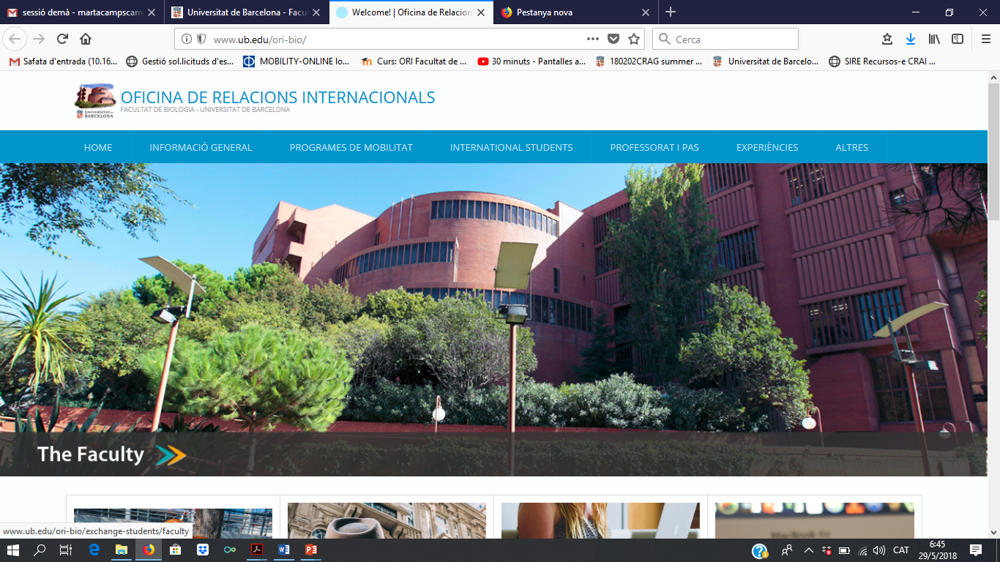 sessió demà - martacampscam
Universitat de Barcelona - Facul
Welcome! | Oficina de Relacion
Pestanya nova
www.ub.edu/ori-bio/
Cerca
Safata d'entrada (10.16...
Gestió sol.licituds d'es...
MOBILITY-ONLINE lo...
Curs: ORI Facultat de ...
30 minuts - Pantalles a...
180202CRAG summer ...
Universitat de Barcelo...
SIRE Recursos-e CRAI ...
UNIVERSITAT DE
BARCELONA
OFICINA DE RELACIONS INTERNACIONALS
FACULTAT DE BIOLOGIA - UNIVERSITAT DE BARCELONA
HOME
INFORMACIÓ GENERAL
PROGRAMES DE MOBILITAT
INTERNATIONAL STUDENTS
PROFESSORAT I PAS
EXPERIÈNCIES
ALTRES
The Faculty
www.ub.edu/ori-bio/exchange-students/faculty
CAT
6:45
29/5/2018